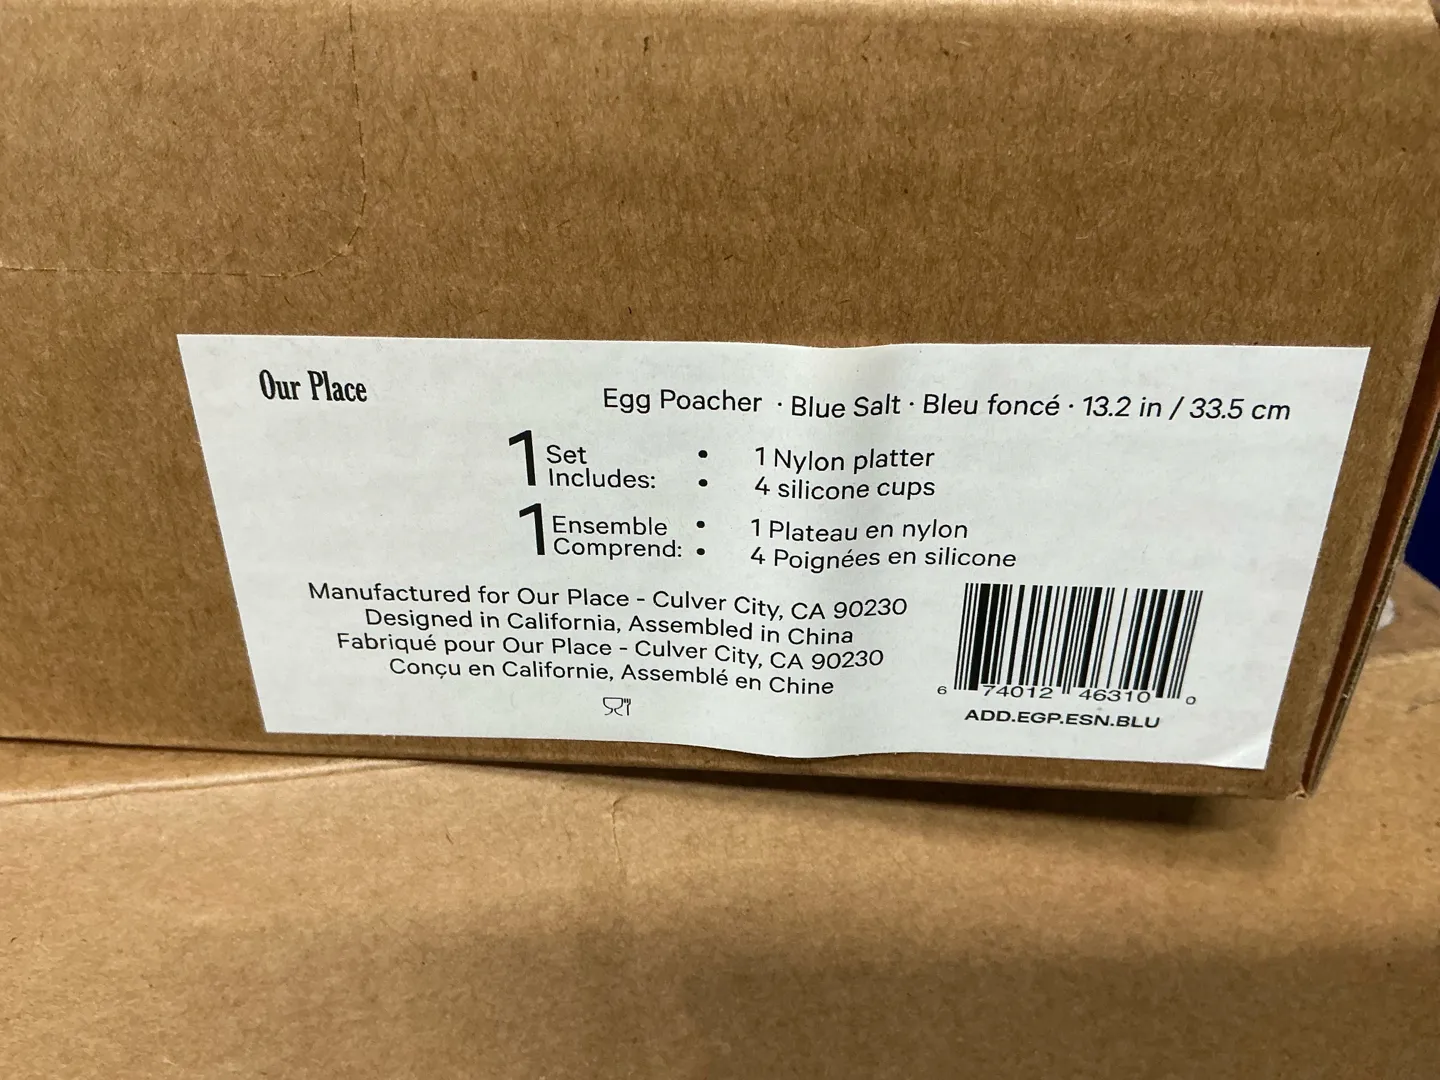 Our Place
Egg Poacher · Blue Salt · Bleu foncé · 13.2 in / 33.5 cm
1 Set Includes:
• 1 Nylon platter
• 4 silicone cups
1 Ensemble Comprend:
• 1 Plateau en nylon
• 4 Poignées en silicone
Manufactured for Our Place - Culver City, CA 90230
Designed in California, Assembled in China
Fabriqué pour Our Place - Culver City, CA 90230
Conçu en Californie, Assemblé en Chine
6 74012 46310 0
ADD.EGP.ESN.BLU